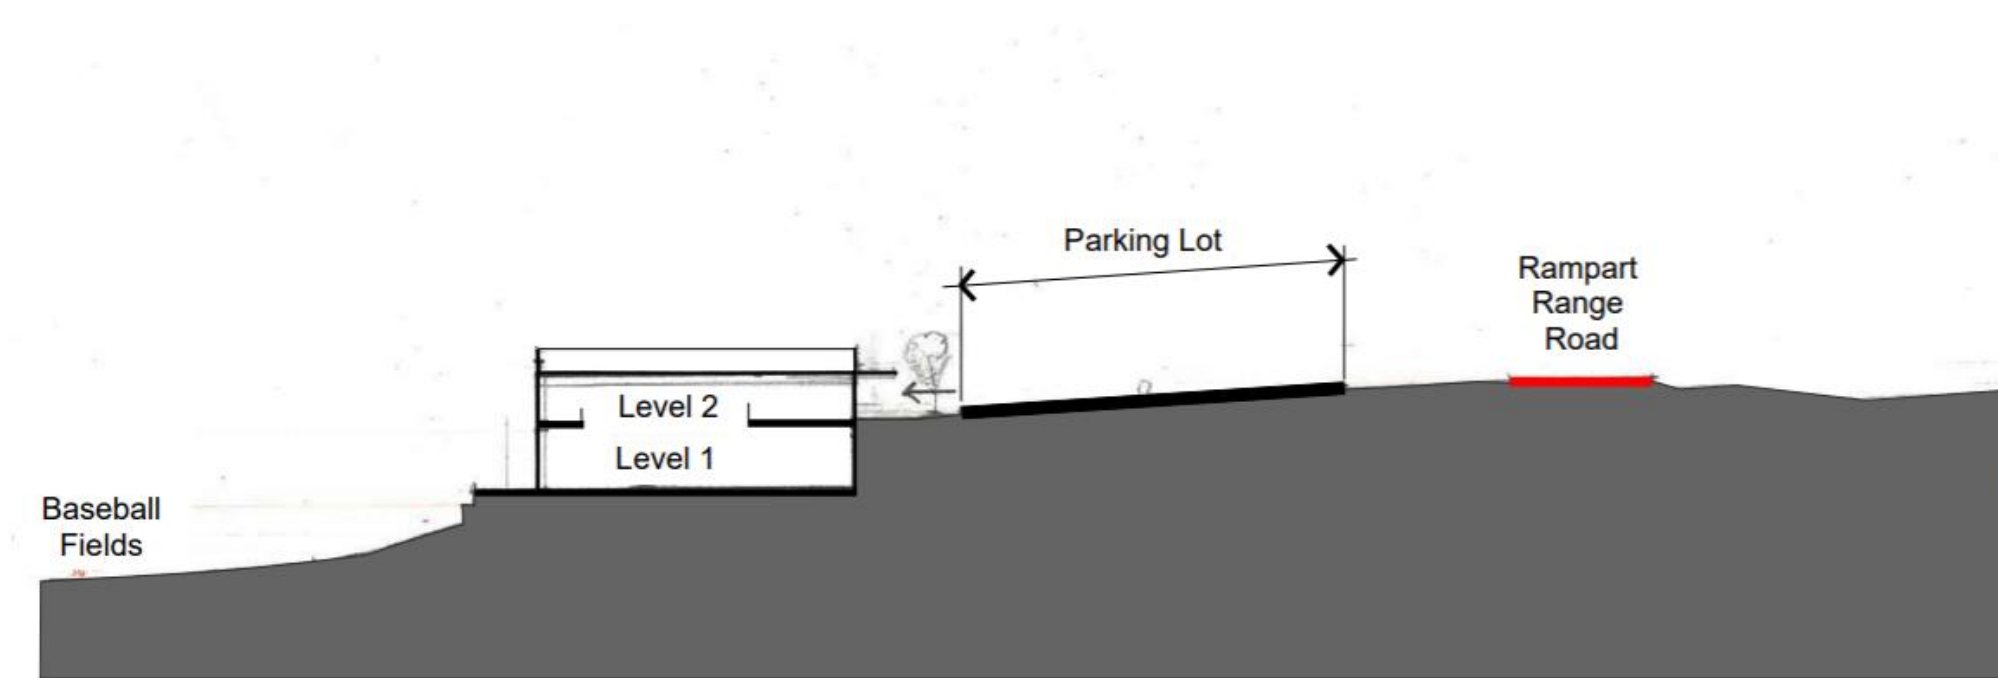 Parking Lot
Rampart
Range
Road
Level 2
Level 1
Baseball
Fields